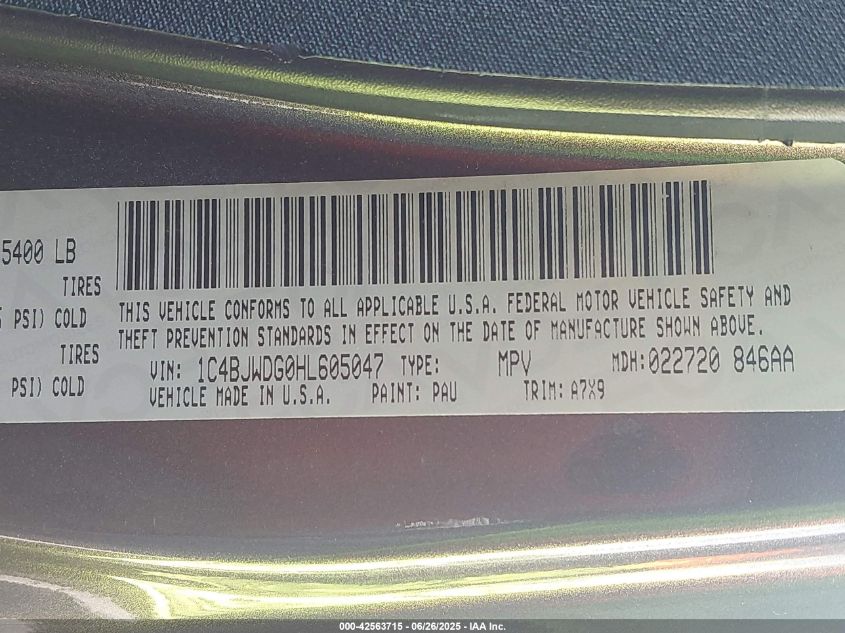 5400 LB
TIRES
PSI) COLD
TIRES
PSI) COLD
THIS VEHICLE CONFORMS TO ALL APPLICABLE U.S.A. FEDERAL MOTOR VEHICLE SAFETY AND
THEFT PREVENTION STANDARDS IN EFFECT ON THE DATE OF MANUFACTURE SHOWN ABOVE.
VIN: 1C4BJWDG0HL605047 TYPE: MPV MDH:022720 846AA
VEHICLE MADE IN U.S.A. PAINT: PAU TRIM: A7X9
000-42563715 - 06/26/2025 - IAA Inc.